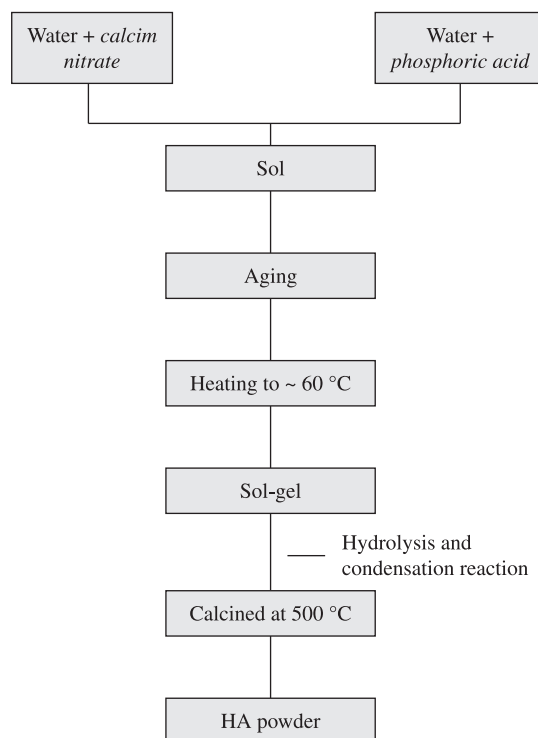 Water + calcim
nitrate
Water +
phosphoric acid
Sol
Aging
Heating to ~ 60 °C
Sol-gel
Hydrolysis and
condensation reaction
Calcined at 500 °C
HA powder